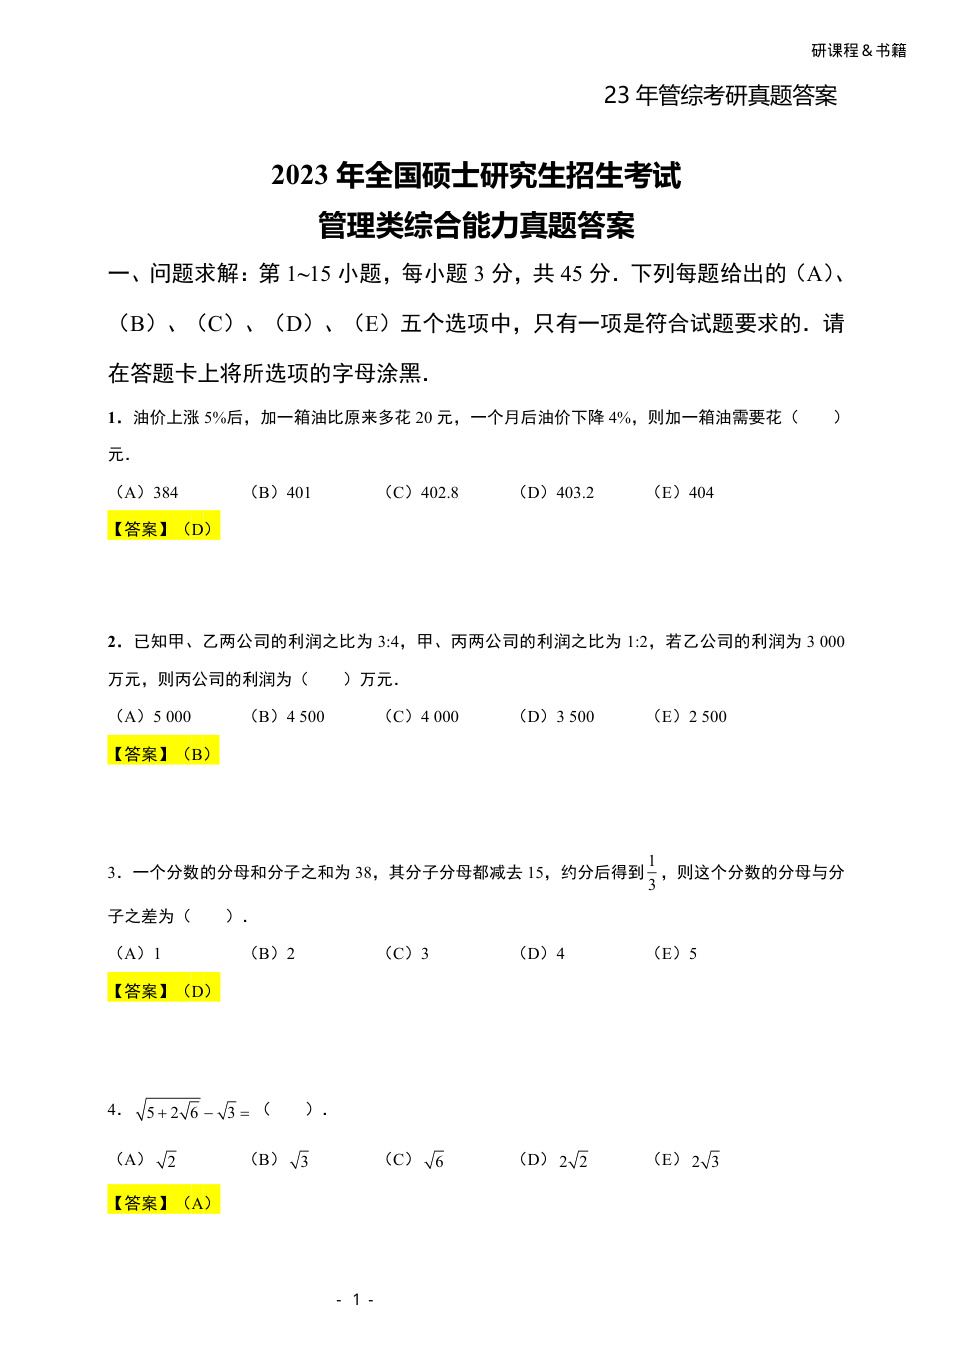 研课程＆书籍
23 年管综考研真题答案
2023 年全国硕士研究生招生考试
管理类综合能力真题答案
一、问题求解：第 1~15 小题，每小题 3 分，共 45 分．下列每题给出的（A）、
（B）、（C）、（D）、（E）五个选项中，只有一项是符合试题要求的．请
在答题卡上将所选项的字母涂黑．
1．油价上涨 5%后，加一箱油比原来多花 20 元，一个月后油价下降 4%，则加一箱油需要花（　　）
元．
（A）384 （B）401 （C）402.8 （D）403.2 （E）404
【答案】（D）
2．已知甲、乙两公司的利润之比为 3:4，甲、丙两公司的利润之比为 1:2，若乙公司的利润为 3 000
万元，则丙公司的利润为（　　）万元．
（A）5 000 （B）4 500 （C）4 000 （D）3 500 （E）2 500
【答案】（B）
3．一个分数的分母和分子之和为 38，其分子分母都减去 15，约分后得到 1/3，则这个分数的分母与分
子之差为（　　）．
（A）1 （B）2 （C）3 （D）4 （E）5
【答案】（D）
4．√(5+2√6)−√3=（　　）．
（A）√2 （B）√3 （C）√6 （D）2√2 （E）2√3
【答案】（A）
- 1 -